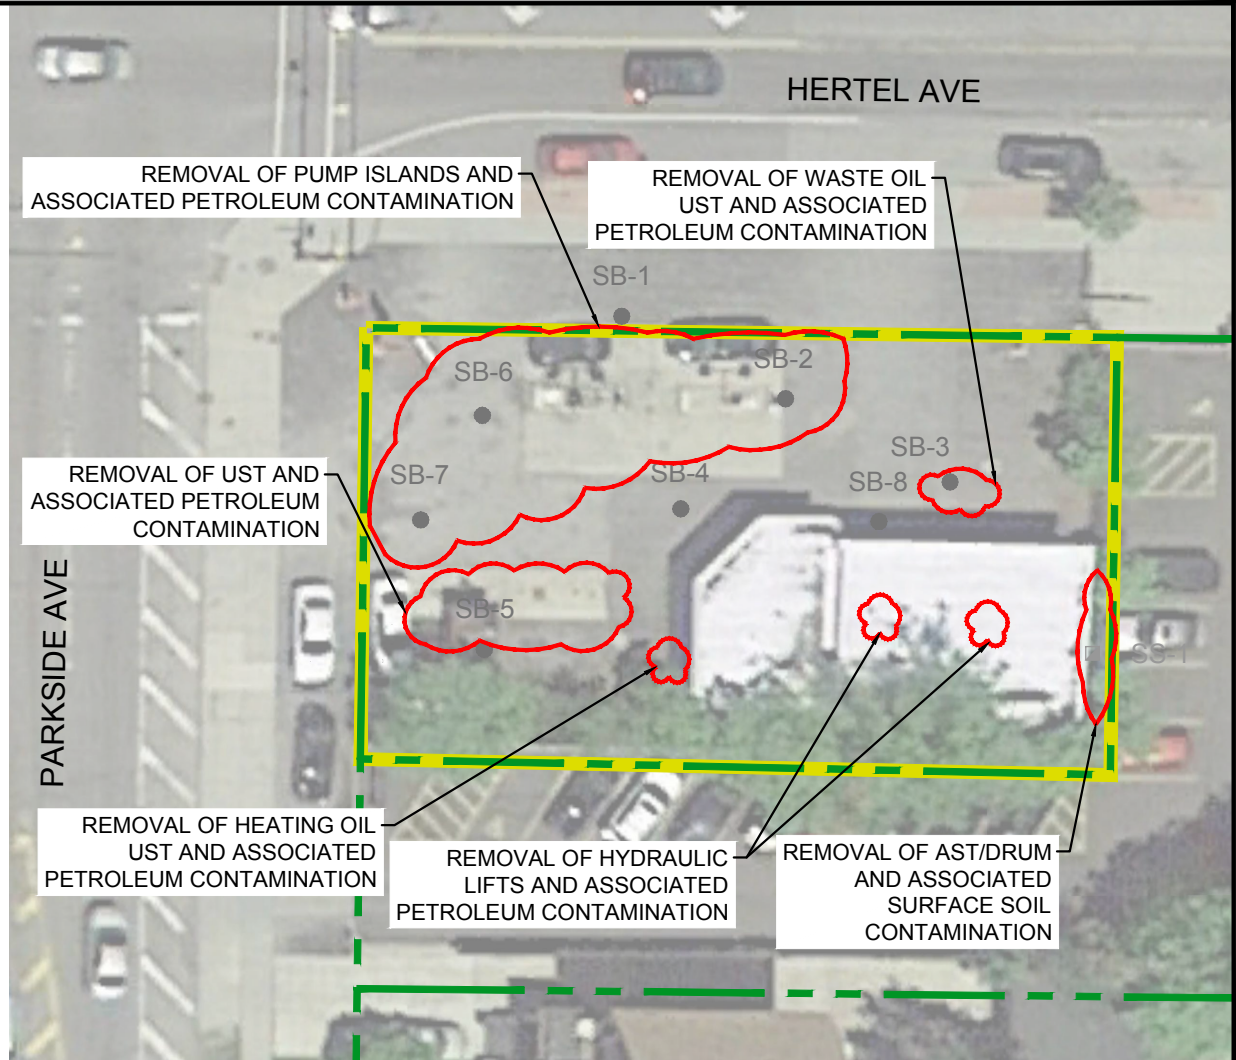 HERTEL AVE
REMOVAL OF PUMP ISLANDS AND
ASSOCIATED PETROLEUM CONTAMINATION
REMOVAL OF WASTE OIL
UST AND ASSOCIATED
PETROLEUM CONTAMINATION
SB-1
SB-6
SB-2
SB-7
SB-4
SB-3
SB-8
REMOVAL OF UST AND
ASSOCIATED PETROLEUM
CONTAMINATION
SB-5
SS-1
PARKSIDE AVE
REMOVAL OF HEATING OIL
UST AND ASSOCIATED
PETROLEUM CONTAMINATION
REMOVAL OF HYDRAULIC
LIFTS AND ASSOCIATED
PETROLEUM CONTAMINATION
REMOVAL OF AST/DRUM
AND ASSOCIATED
SURFACE SOIL
CONTAMINATION